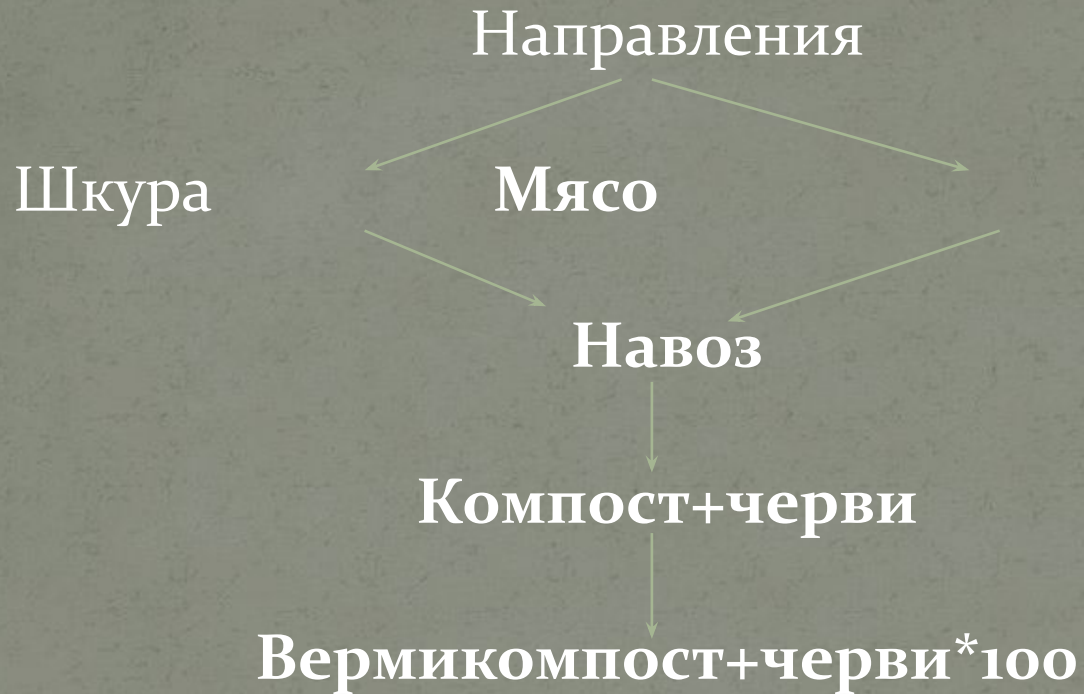 Направления
Шкура Мясо
Навоз
Компост+черви
Вермикомпост+черви*100